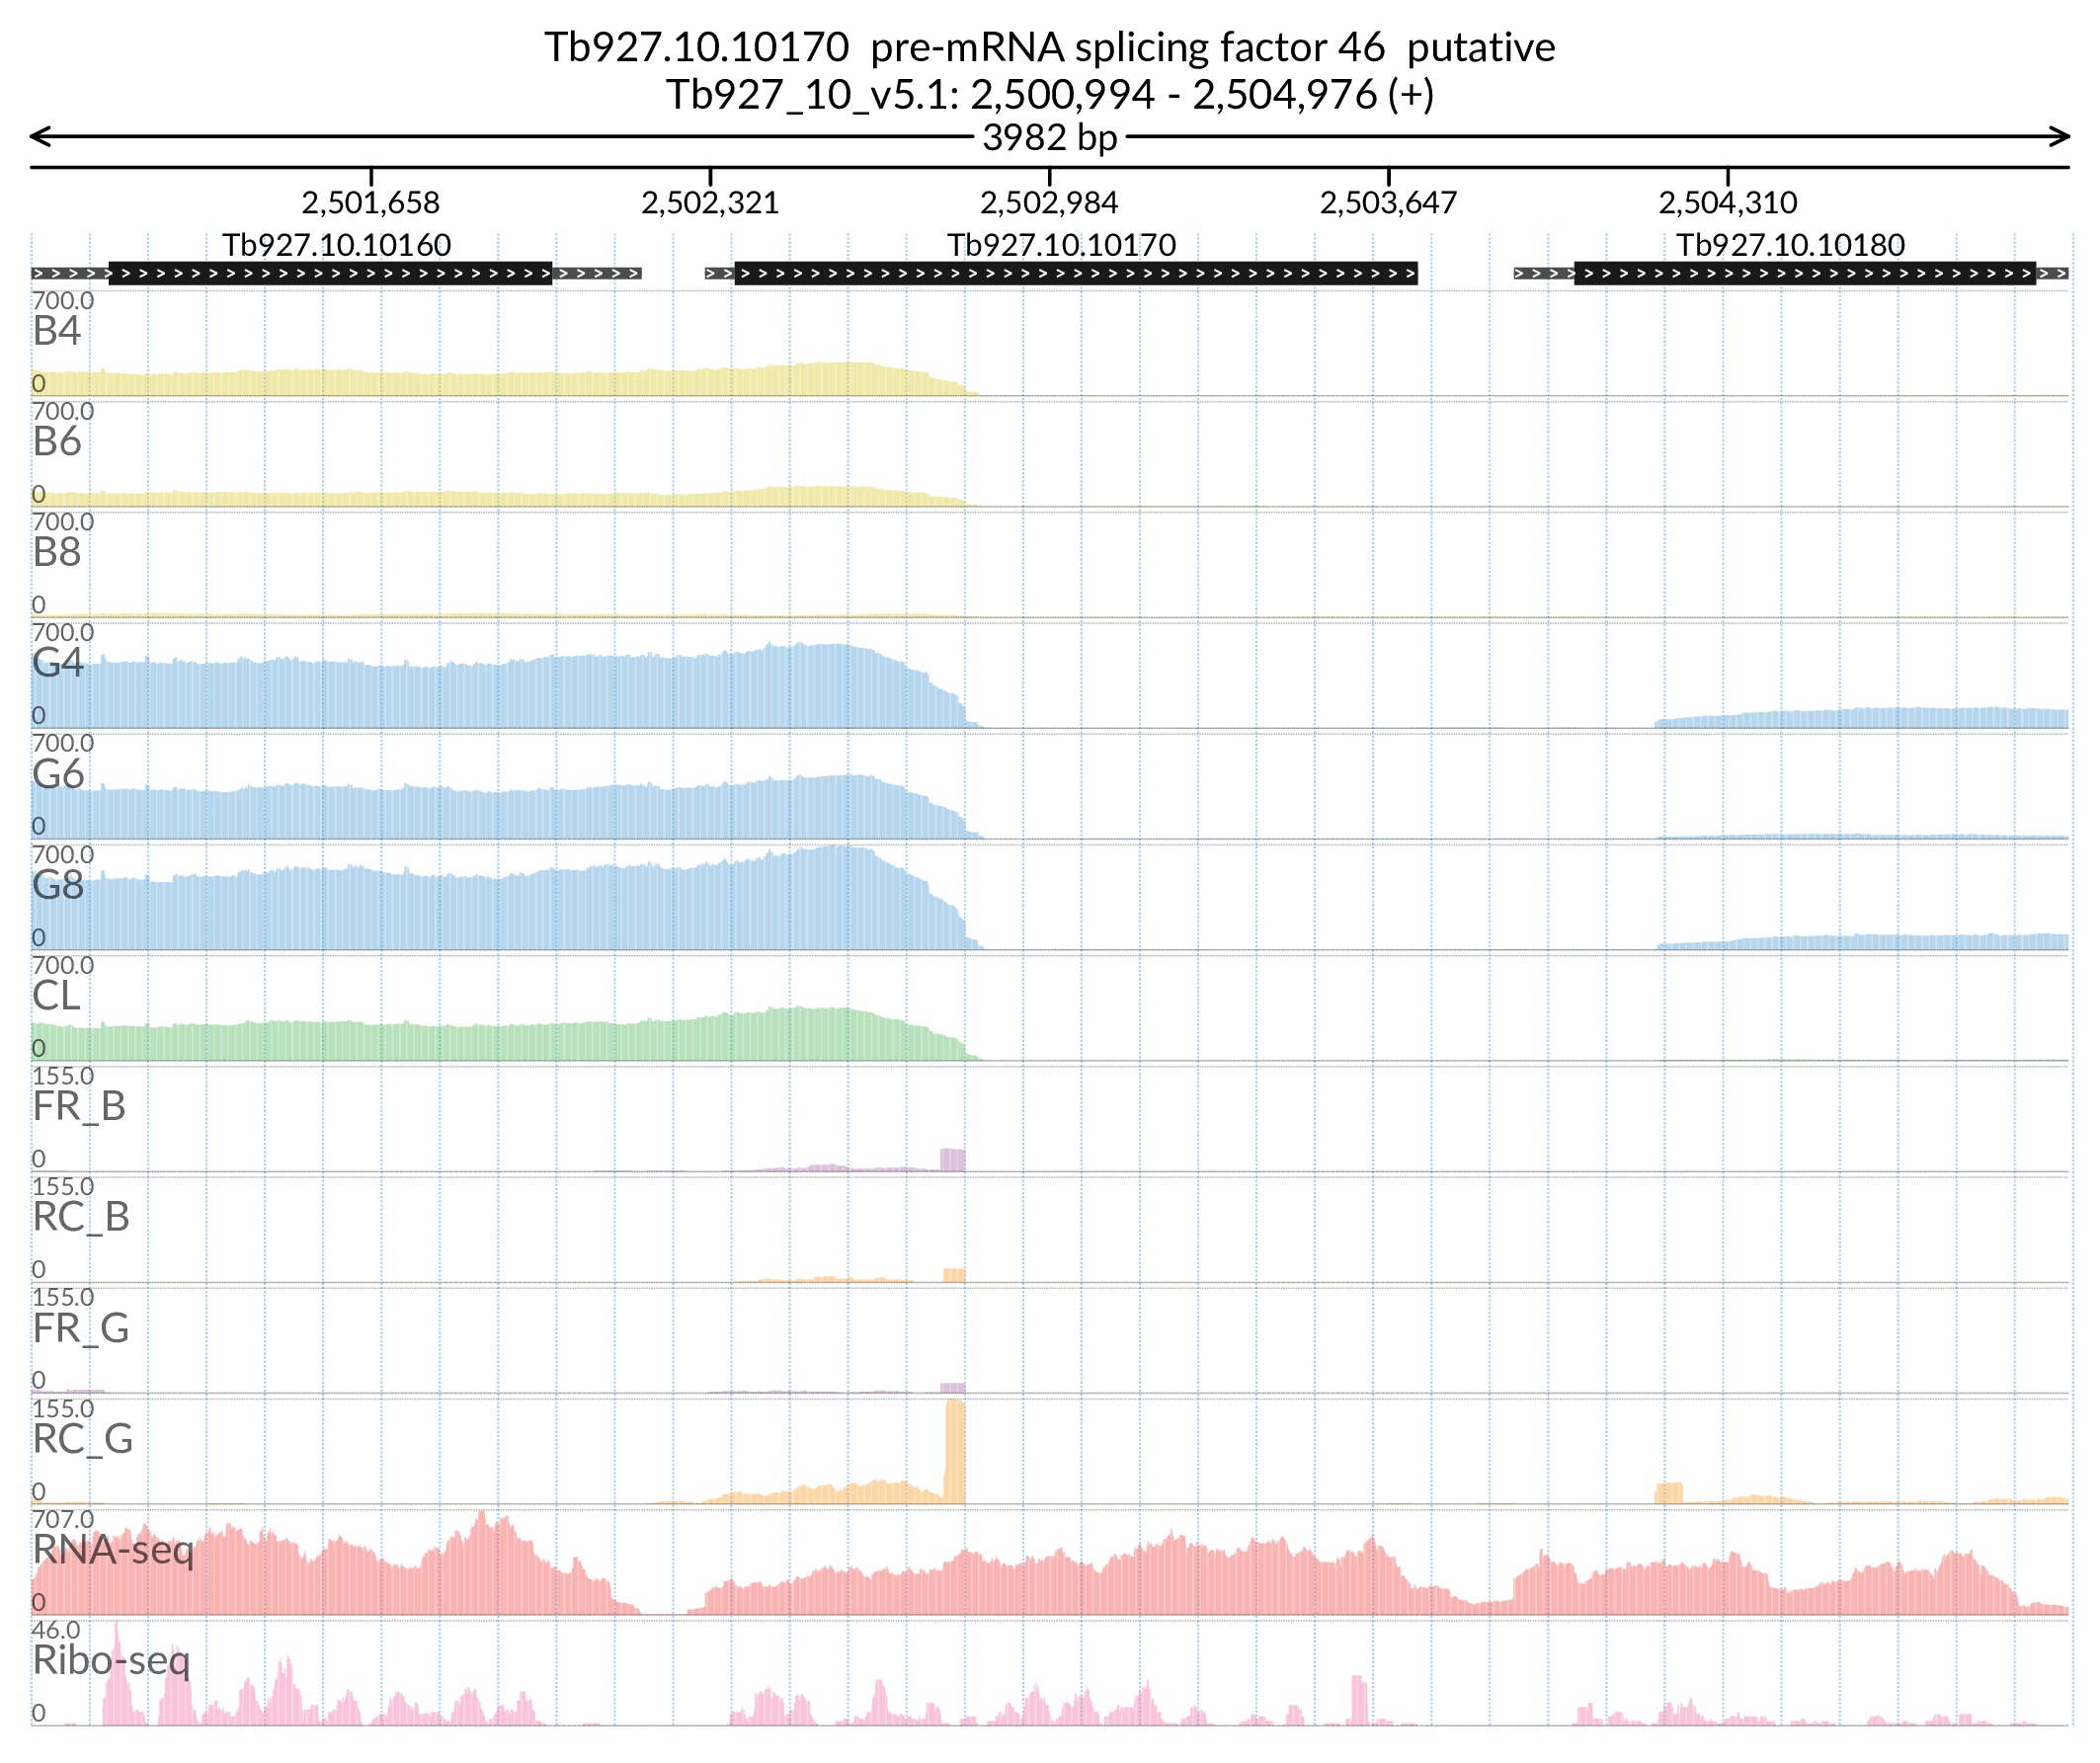 Tb927.10.10170 pre-mRNA splicing factor 46 putative
Tb927_10_v5.1: 2,500,994 - 2,504,976 (+)
3982 bp
2,501,658 2,502,321 2,502,984 2,503,647 2,504,310
Tb927.10.10160 Tb927.10.10170 Tb927.10.10180
700.0
B4
0
700.0
B6
0
700.0
B8
0
700.0
G4
0
700.0
G6
0
700.0
G8
0
700.0
CL
0
155.0
FR_B
0
155.0
RC_B
0
155.0
FR_G
0
155.0
RC_G
0
707.0
RNA-seq
0
46.0
Ribo-seq
0